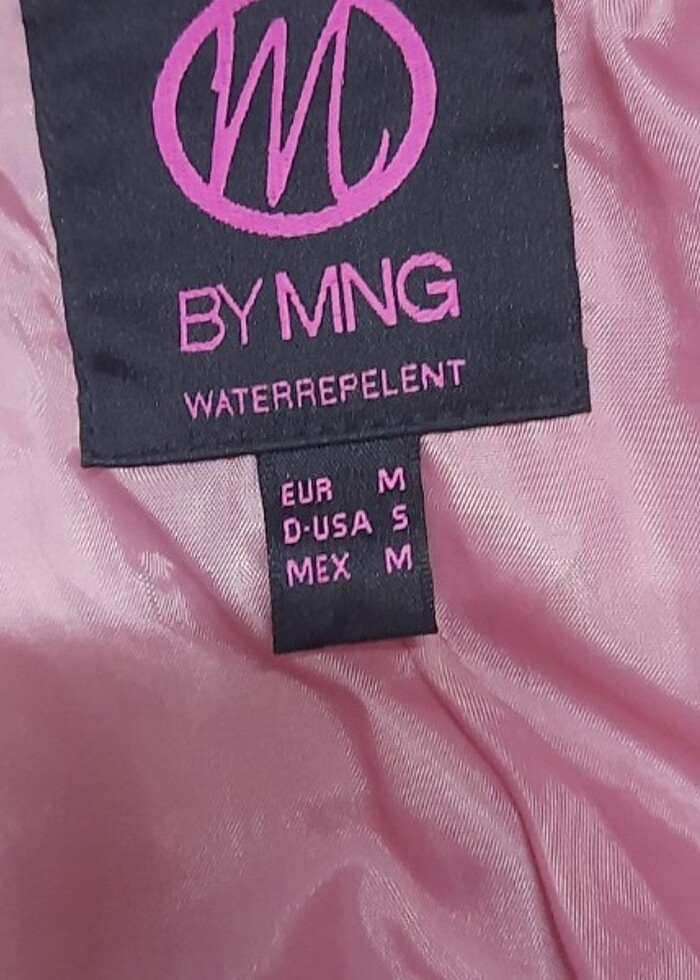 M
BY MNG
WATERREPELENT
EUR M
D-USA S
MEX M